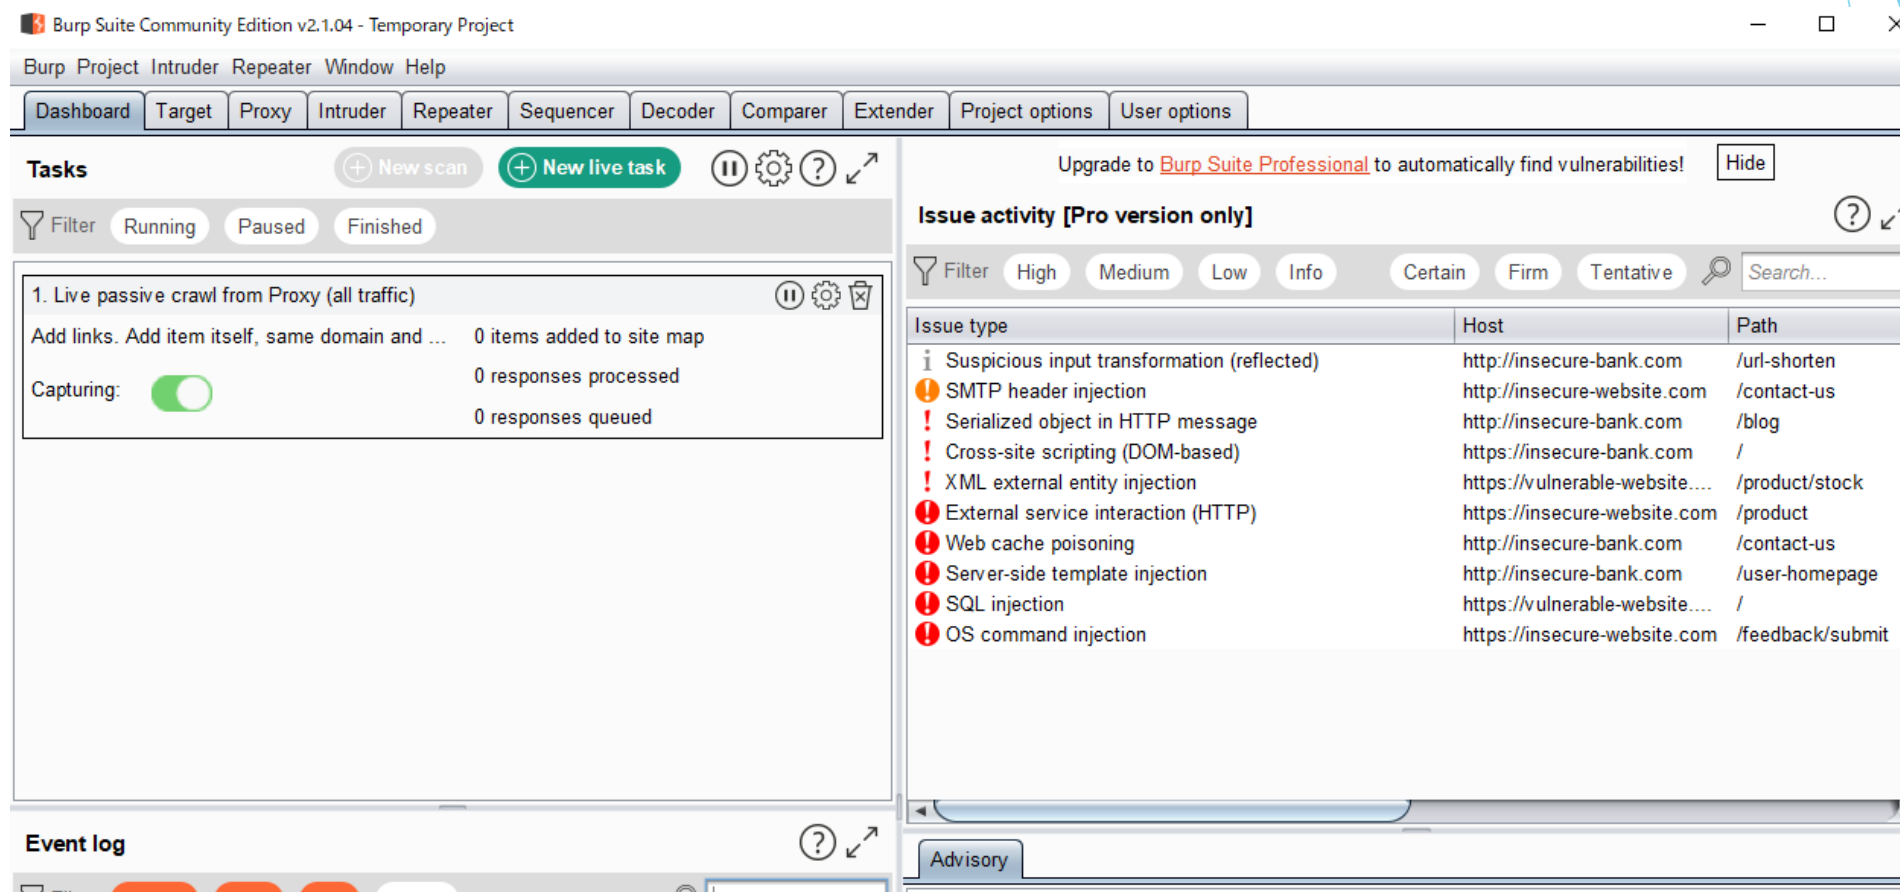 Burp Suite Community Edition v2.1.04 - Temporary Project
Burp Project Intruder Repeater Window Help
Dashboard Target Proxy Intruder Repeater Sequencer Decoder Comparer Extender Project options User options
Tasks New scan New live task
Filter Running Paused Finished
1. Live passive crawl from Proxy (all traffic)
Add links. Add item itself, same domain and ... 0 items added to site map
0 responses processed
Capturing:
0 responses queued
Event log
Upgrade to Burp Suite Professional to automatically find vulnerabilities! Hide
Issue activity [Pro version only]
Filter High Medium Low Info Certain Firm Tentative Search...
Issue type Host Path
Suspicious input transformation (reflected) http://insecure-bank.com /url-shorten
SMTP header injection http://insecure-website.com /contact-us
Serialized object in HTTP message http://insecure-bank.com /blog
Cross-site scripting (DOM-based) https://insecure-bank.com /
XML external entity injection https://vulnerable-website.... /product/stock
External service interaction (HTTP) https://insecure-website.com /product
Web cache poisoning http://insecure-bank.com /contact-us
Server-side template injection http://insecure-bank.com /user-homepage
SQL injection https://vulnerable-website.... /
OS command injection https://insecure-website.com /feedback/submit
Advisory